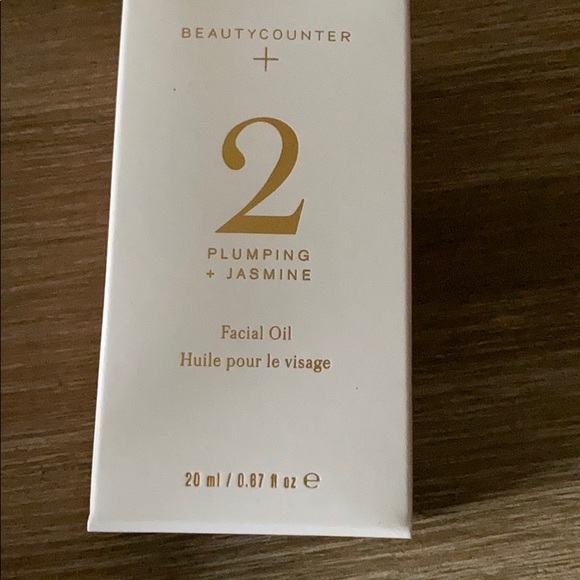 BEAUTYCOUNTER
+
2
PLUMPING
+ JASMINE
Facial Oil
Huile pour le visage
20 ml / 0.67 fl oz ℮